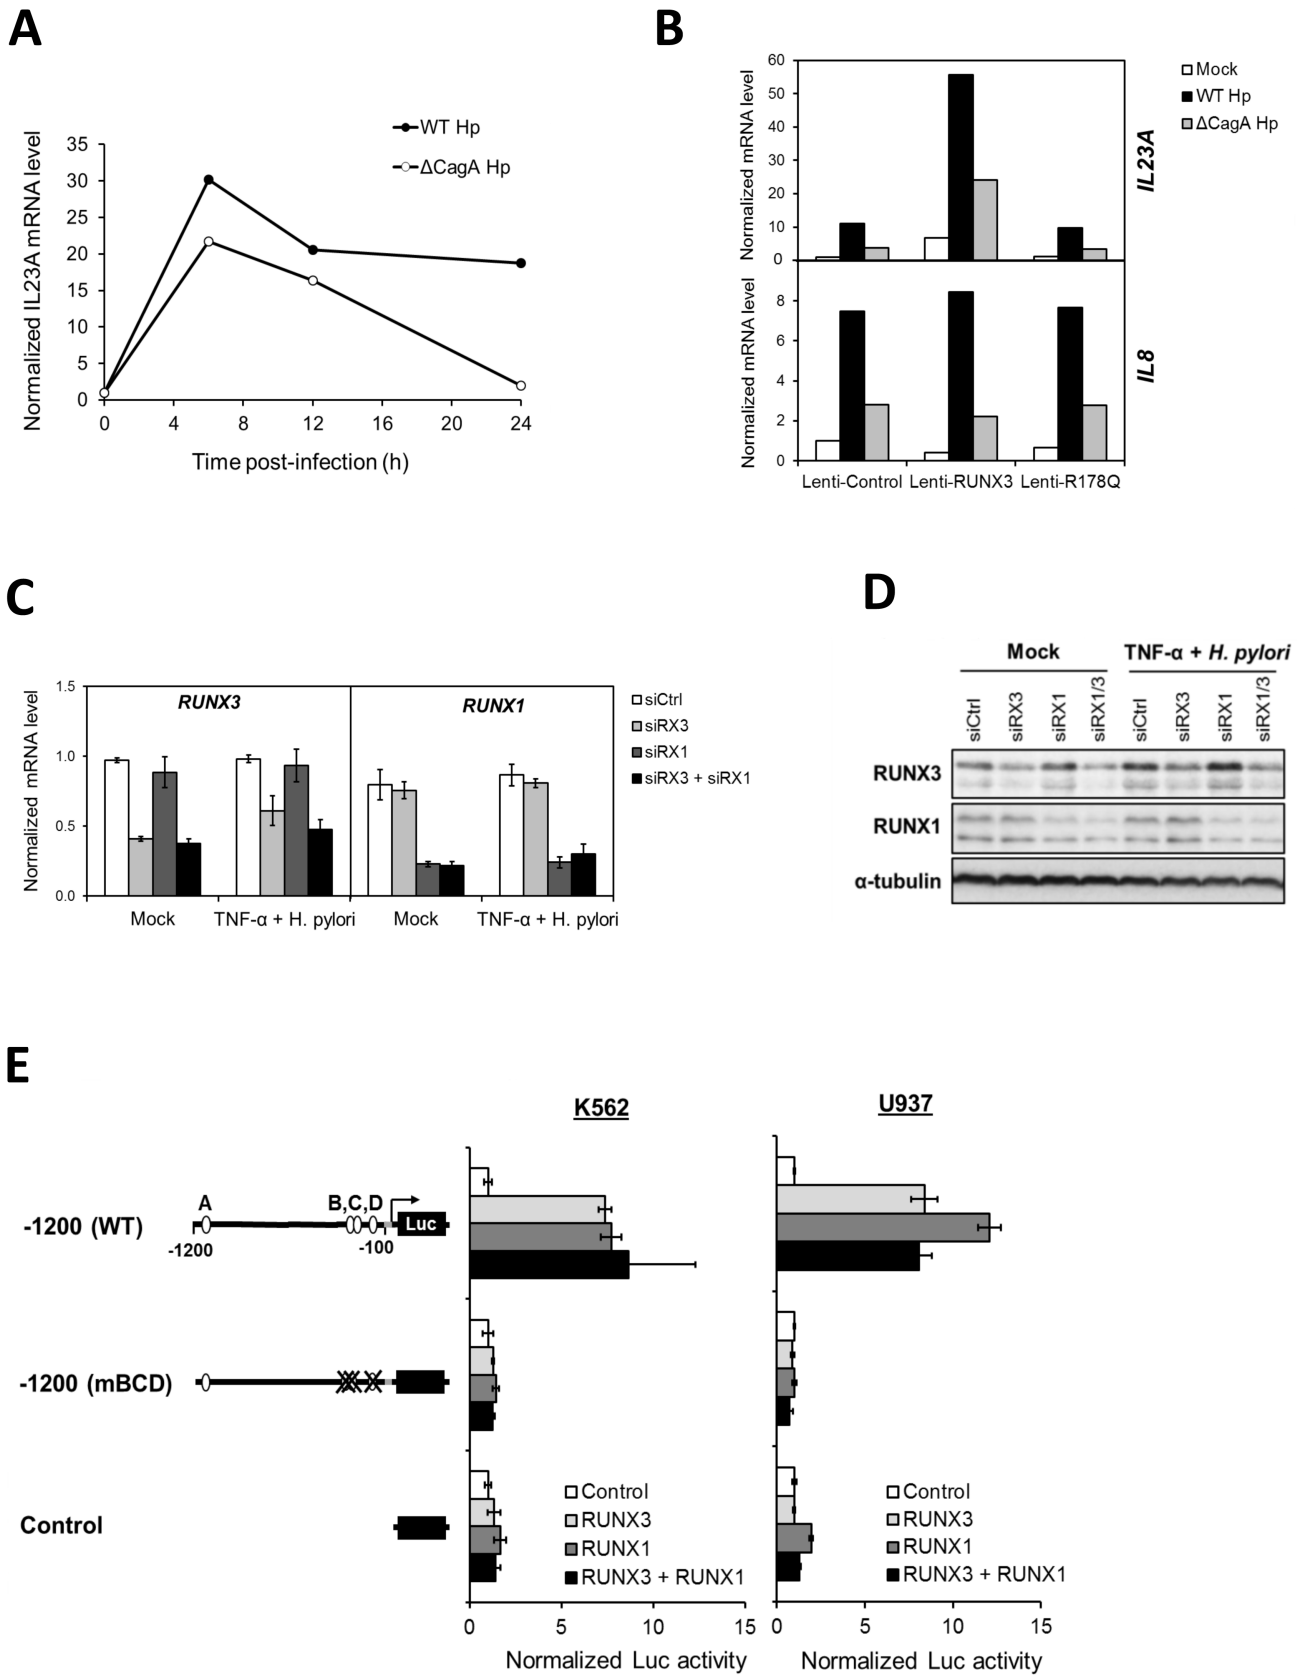 A
WT Hp
ΔCagA Hp
Normalized IL23A mRNA level
35
30
25
20
15
10
5
0
0 4 8 12 16 20 24
Time post-infection (h)
B
Mock
WT Hp
ΔCagA Hp
Normalized mRNA level
60
50
40
30
20
10
0
IL23A
Normalized mRNA level
8
6
4
2
0
IL8
Lenti-Control Lenti-RUNX3 Lenti-R178Q
C
Normalized mRNA level
1.5
1.0
0.5
0.0
RUNX3 RUNX1
siCtrl
siRX3
siRX1
siRX3 + siRX1
Mock TNF-α + H. pylori Mock TNF-α + H. pylori
D
Mock TNF-α + H. pylori
siCtrl siRX3 siRX1 siRX1/3 siCtrl siRX3 siRX1 siRX1/3
RUNX3
RUNX1
α-tubulin
E
K562 U937
-1200 (WT)
A B,C,D
Luc
-1200 -100
-1200 (mBCD)
Control
Control
RUNX3
RUNX1
RUNX3 + RUNX1
0 5 10 15
Normalized Luc activity
Control
RUNX3
RUNX1
RUNX3 + RUNX1
0 5 10 15
Normalized Luc activity